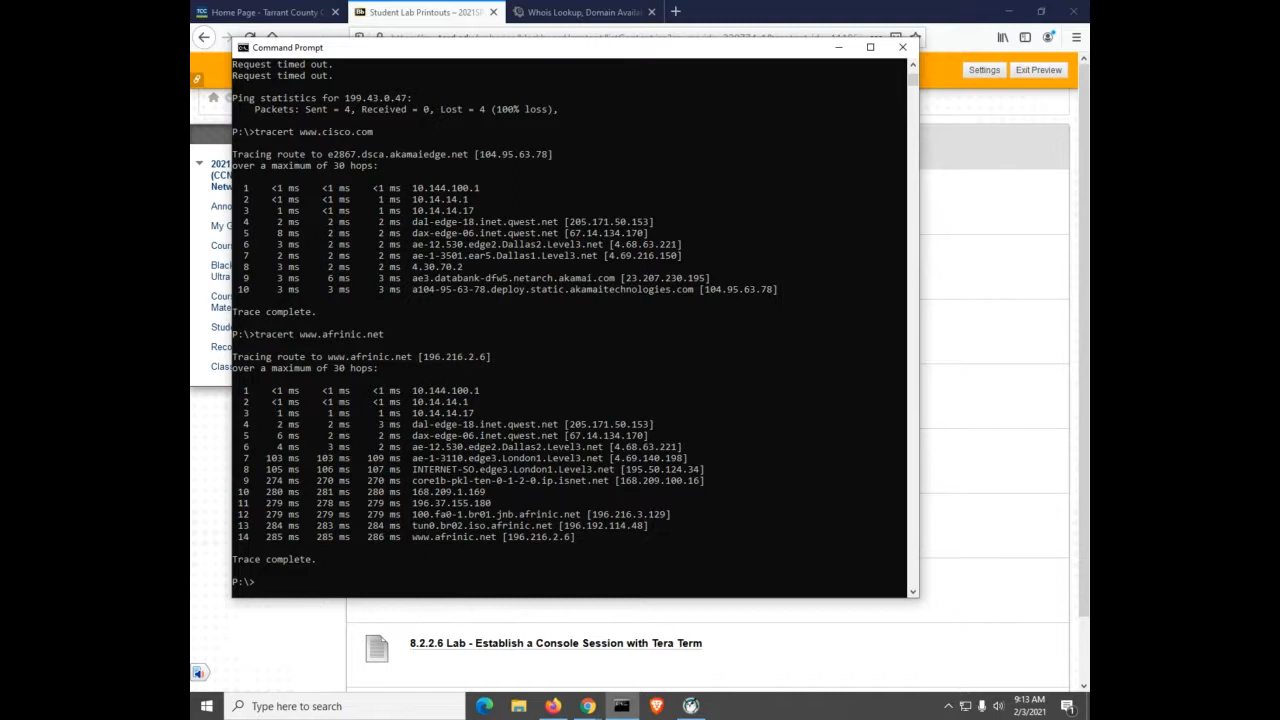 Home Page - Tarrant County C
Student Lab Printouts – 2021SP
Whois Lookup, Domain Availa
Command Prompt
Settings
Exit Preview
Request timed out.
Request timed out.
Ping statistics for 199.43.0.47:
Packets: Sent = 4, Received = 0, Lost = 4 (100% loss),
P:\>tracert www.cisco.com
Tracing route to e2867.dsca.akamaiedge.net [104.95.63.78]
over a maximum of 30 hops:
1 <1 ms <1 ms <1 ms 10.144.100.1
2 <1 ms <1 ms 1 ms 10.14.14.1
3 1 ms <1 ms 1 ms 10.14.14.17
4 2 ms 2 ms 2 ms dal-edge-18.inet.qwest.net [205.171.50.153]
5 8 ms 2 ms 2 ms dax-edge-06.inet.qwest.net [67.14.134.170]
6 3 ms 3 ms 2 ms ae-12.530.edge2.Dallas2.Level3.net [4.68.63.221]
7 2 ms 2 ms 2 ms ae-1-3501.ear5.Dallas1.Level3.net [4.69.216.150]
8 3 ms 2 ms 2 ms 4.30.70.2
9 3 ms 6 ms 3 ms ae3.databank-dfw5.netarch.akamai.com [23.207.230.195]
10 3 ms 3 ms 3 ms a104-95-63-78.deploy.static.akamaitechnologies.com [104.95.63.78]
Trace complete.
P:\>tracert www.afrinic.net
Tracing route to www.afrinic.net [196.216.2.6]
over a maximum of 30 hops:
1 <1 ms <1 ms <1 ms 10.144.100.1
2 <1 ms <1 ms <1 ms 10.14.14.1
3 1 ms 1 ms 1 ms 10.14.14.17
4 2 ms 2 ms 3 ms dal-edge-18.inet.qwest.net [205.171.50.153]
5 6 ms 2 ms 2 ms dax-edge-06.inet.qwest.net [67.14.134.170]
6 4 ms 3 ms 2 ms ae-12.530.edge2.Dallas2.Level3.net [4.68.63.221]
7 103 ms 103 ms 109 ms ae-1-3110.edge3.London1.Level3.net [4.69.140.198]
8 105 ms 106 ms 107 ms INTERNET-SO.edge3.London1.Level3.net [195.50.124.34]
9 274 ms 270 ms 270 ms core1b-pkl-ten-0-1-2-0.ip.isnet.net [168.209.100.16]
10 280 ms 281 ms 280 ms 168.209.1.169
11 279 ms 278 ms 279 ms 196.37.155.180
12 279 ms 279 ms 279 ms 100.fa0-1.br01.jnb.afrinic.net [196.216.3.129]
13 284 ms 283 ms 284 ms tun0.br02.iso.afrinic.net [196.192.114.48]
14 285 ms 285 ms 286 ms www.afrinic.net [196.216.2.6]
Trace complete.
P:\>
2021
(CCN
Netw
Anno
My G
Cours
Black
Ultra
Cours
Mate
Stude
Reco
Class
8.2.2.6 Lab - Establish a Console Session with Tera Term
Type here to search
9:13 AM
2/3/2021